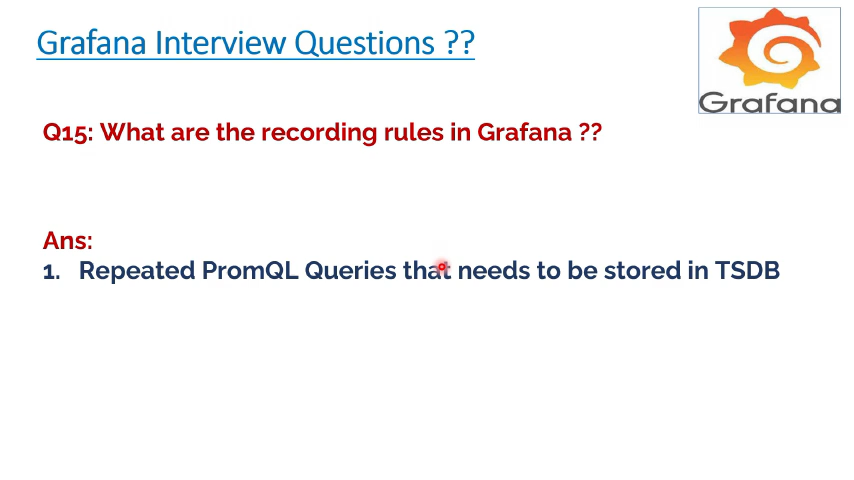 Grafana Interview Questions ??
Grafana
Q15: What are the recording rules in Grafana ??
Ans:
1. Repeated PromQL Queries that needs to be stored in TSDB